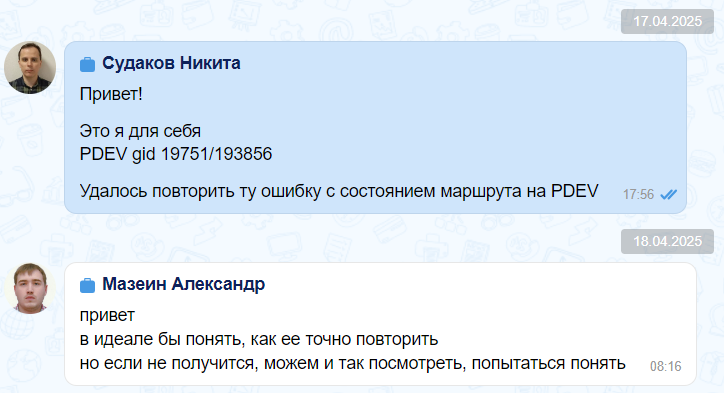 17.04.2025
Судаков Никита
Привет!
Это я для себя
PDEV gid 19751/193856
Удалось повторить ту ошибку с состоянием маршрута на PDEV
17:56
18.04.2025
Мазеин Александр
привет
в идеале бы понять, как ее точно повторить
но если не получится, можем и так посмотреть, попытаться понять
08:16